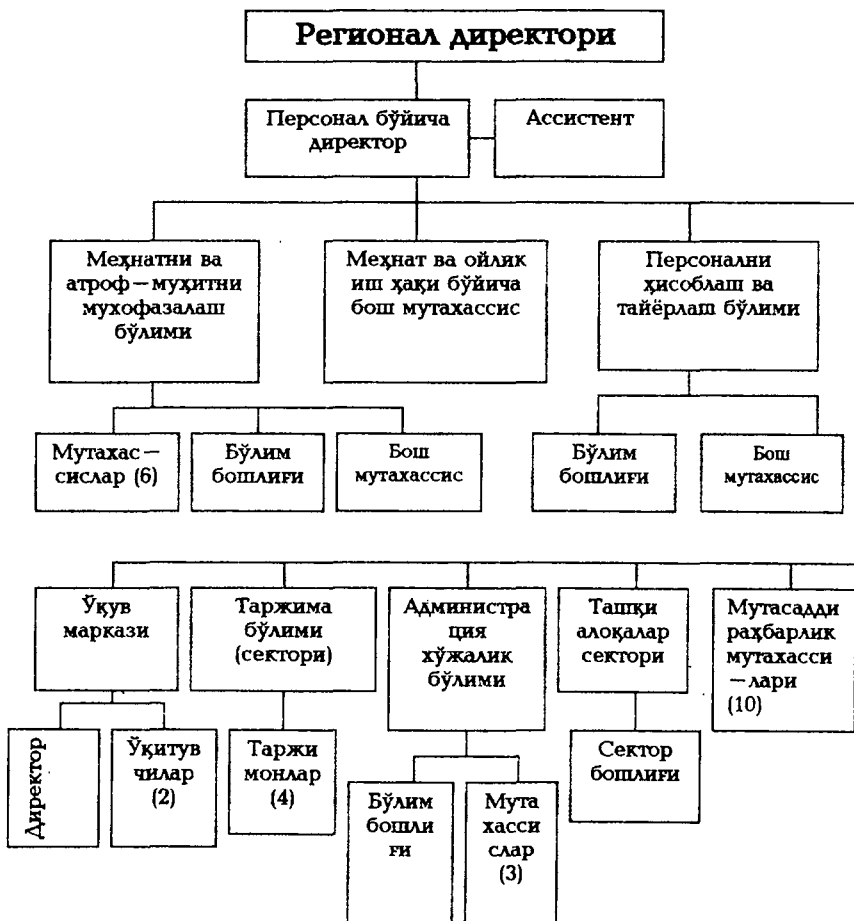 Регионал директори
Персонал бўйича
директор
Ассистент
Меҳнатни ва
атроф—муҳитни
мухофазалаш
бўлими
Меҳнат ва ойлик
иш ҳақи бўйича
бош мутахассис
Персонални
ҳисоблаш ва
тайёрлаш бўлими
Мутахас—
сислар (6)
Бўлим
бошлиғи
Бош
мутахассис
Бўлим
бошлиғи
Бош
мутахассис
Ўқув
маркази
Таржима
бўлими
(сектори)
Администра
ция
хўжалик
бўлими
Ташқи
алоқалар
сектори
Мутасадди
раҳбарлик
мутахасси
—лари
(10)
Директор
Ўқитув
чилар
(2)
Таржи
монлар
(4)
Бўлим
бошли
ғи
Мута
хасси
слар
(3)
Сектор
бошлиғи